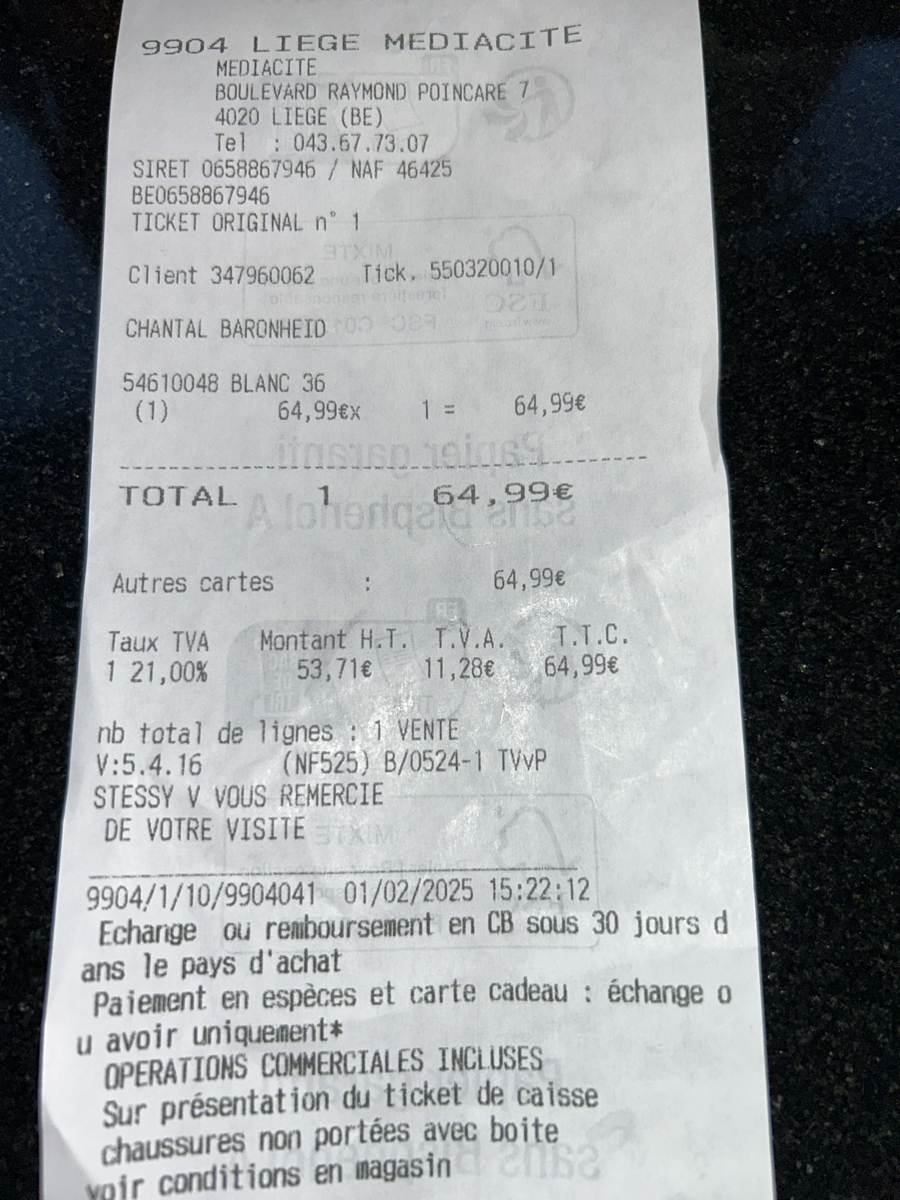 9904 LIEGE MEDIACITE
MEDIACITE
BOULEVARD RAYMOND POINCARE 7
4020 LIEGE (BE)
Tel : 043.67.73.07
SIRET 0658867946 / NAF 46425
BE0658867946
TICKET ORIGINAL n° 1
Client 347960062 Tick. 550320010/1
CHANTAL BARONHEID
54610048 BLANC 36
(1) 64,99€x 1 = 64,99€
TOTAL 1 64,99€
Autres cartes : 64,99€
Taux TVA Montant H.T. T.V.A. T.T.C.
1 21,00% 53,71€ 11,28€ 64,99€
nb total de lignes : 1 VENTE
V:5.4.16 (NF525) B/0524-1 TVvP
STESSY V VOUS REMERCIE
DE VOTRE VISITE
9904/1/10/9904041 01/02/2025 15:22:12
Echange ou remboursement en CB sous 30 jours d
ans le pays d'achat
Paiement en espèces et carte cadeau : échange o
u avoir uniquement*
OPERATIONS COMMERCIALES INCLUSES
Sur présentation du ticket de caisse
chaussures non portées avec boite
voir conditions en magasin